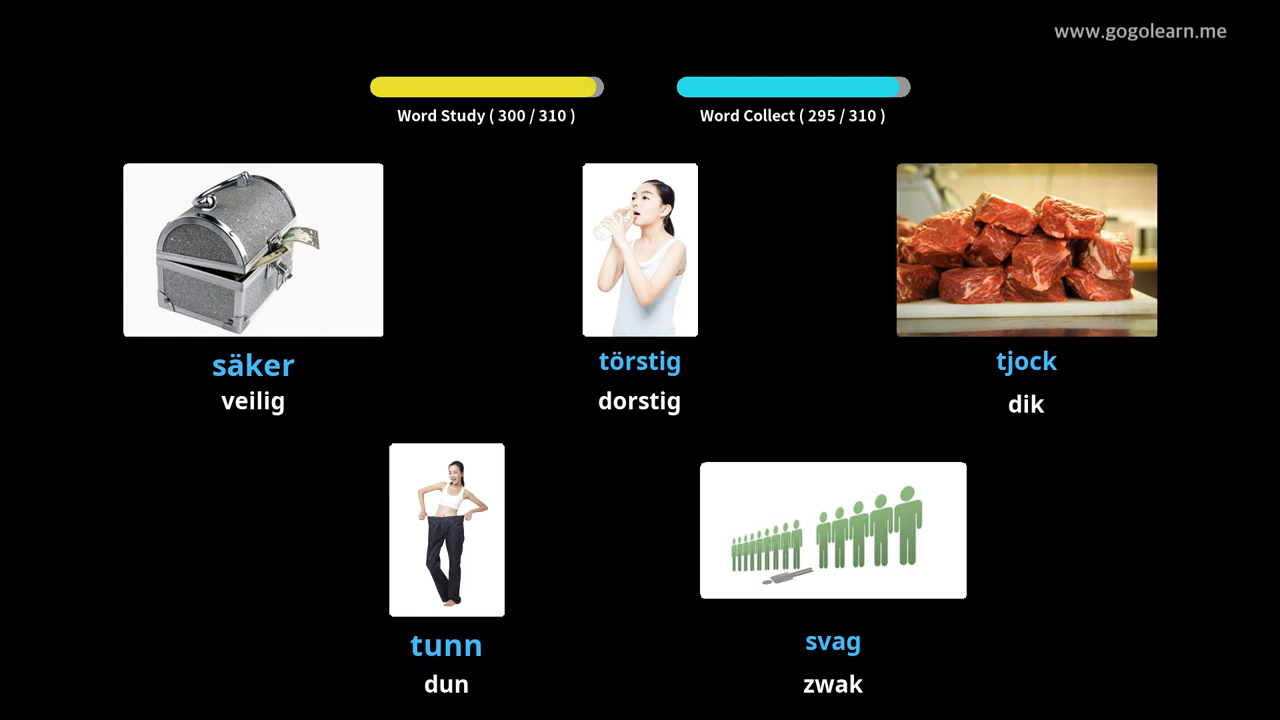 www.gogolearn.me
Word Study ( 300 / 310 )
Word Collect ( 295 / 310 )
säker
veilig
törstig
dorstig
tjock
dik
tunn
dun
svag
zwak